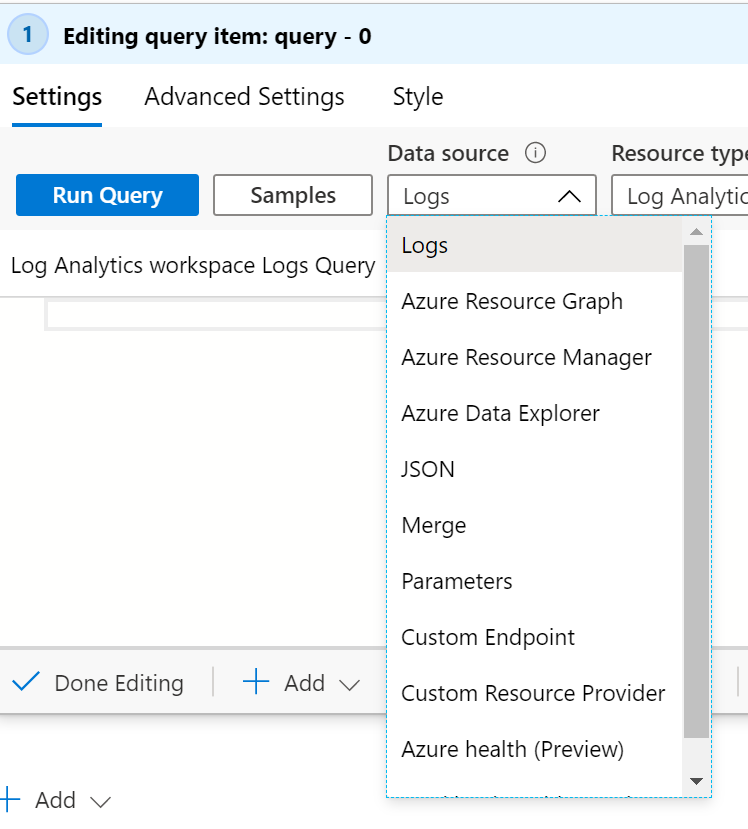 1 Editing query item: query - 0
Settings Advanced Settings Style
Data source Resource type
Run Query Samples Logs Log Analytic
Logs
Log Analytics workspace Logs Query
Azure Resource Graph
Azure Resource Manager
Azure Data Explorer
JSON
Merge
Parameters
Custom Endpoint
Done Editing Add
Custom Resource Provider
Azure health (Preview)
Add